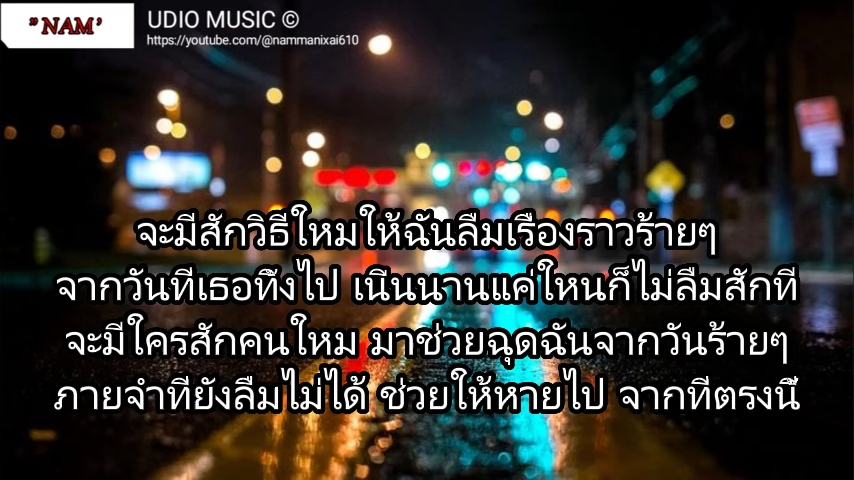 "NAM'
UDIO MUSIC ©
https://youtube.com/@nammanixai610
จะมีสักวิธีใหมให้ฉันลืมเรื่องราวร้ายๆ
จากวันที่เธอทิ้งไป เนิ่นนานแค่ใหนก็ไม่ลืมสักที
จะมีใครสักคนใหม มาช่วยฉุดฉันจากวันร้ายๆ
ภายจำที่ยังลืมไม่ได้ ช่วยให้หายไป จากที่ตรงนี้